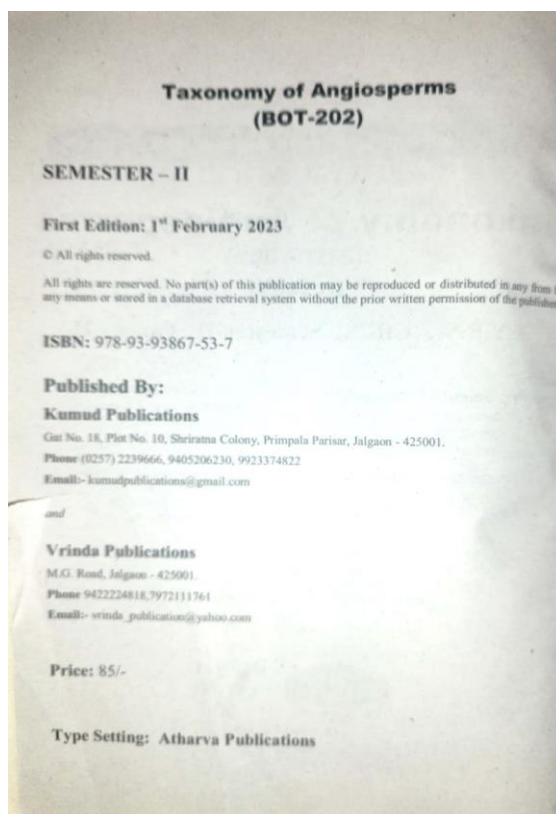 Taxonomy of Angiosperms
(BOT-202)
SEMESTER – II
First Edition: 1st February 2023
© All rights reserved.
All rights are reserved. No part(s) of this publication may be reproduced or distributed in any from
any means or stored in a database retrieval system without the prior written permission of the
ISBN: 978-93-93867-53-7
Published By:
Kumud Publications
Gat No. 18, Plot No. 10, Shriratna Colony, Primpala Parisar, Jalgaon - 425001.
Phone (0257) 2239666, 9405206230, 9923374822
Email:- kumudpublications@gmail.com
and
Vrinda Publications
M.G. Road, Jalgaon - 425001.
Phone 9422224818,7972111761
Email:- vrinda_publication@yahoo.com
Price: 85/-
Type Setting: Atharva Publications